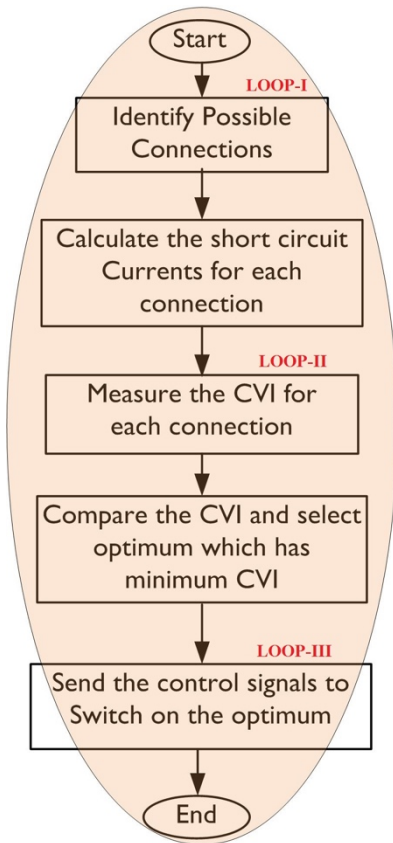 Start
LOOP-I
Identify Possible
Connections
Calculate the short circuit
Currents for each
connection
LOOP-II
Measure the CVI for
each connection
Compare the CVI and select
optimum which has
minimum CVI
LOOP-III
Send the control signals to
Switch on the optimum
End